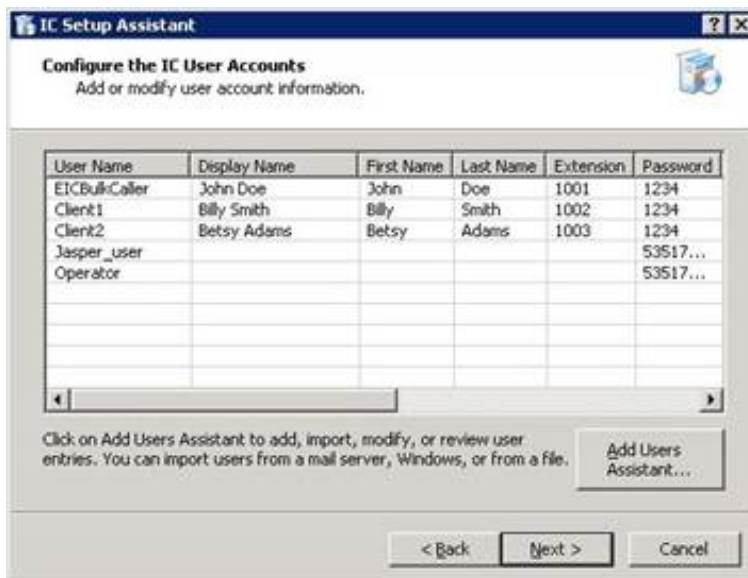 IC Setup Assistant
Configure the IC User Accounts
Add or modify user account information.
User Name Display Name First Name Last Name Extension Password
EICBulkCaller John Doe John Doe 1001 1234
Client1 Billy Smith Billy Smith 1002 1234
Client2 Betsy Adams Betsy Adams 1003 1234
Jasper_user 53517...
Operator 53517...
Click on Add Users Assistant to add, import, modify, or review user
entries. You can import users from a mail server, Windows, or from a file.
Add Users
Assistant...
< Back Next > Cancel